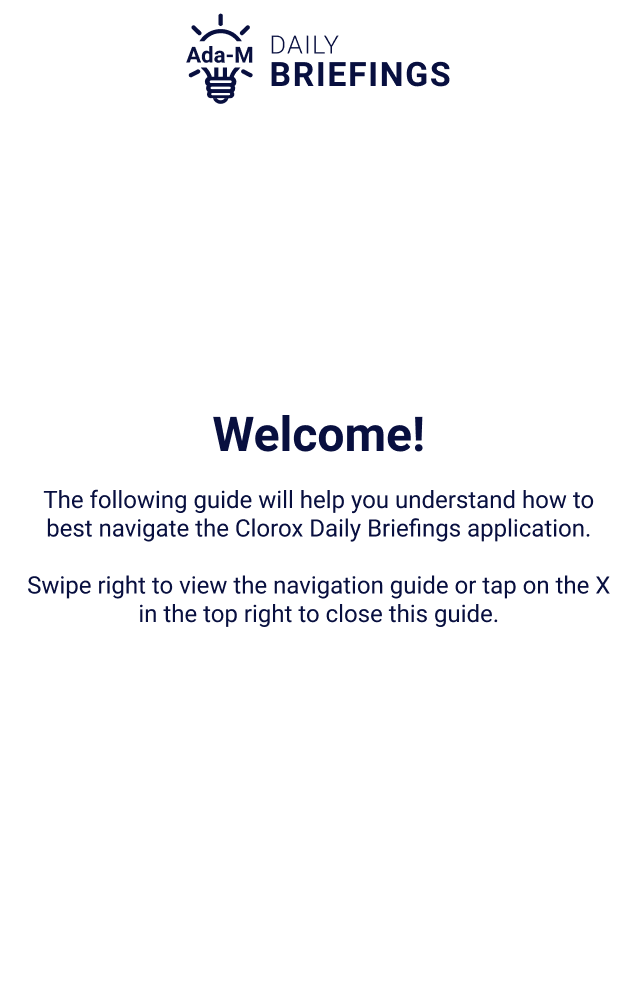 Ada-M
DAILY
BRIEFINGS
Welcome!
The following guide will help you understand how to
best navigate the Clorox Daily Briefings application.
Swipe right to view the navigation guide or tap on the X
in the top right to close this guide.